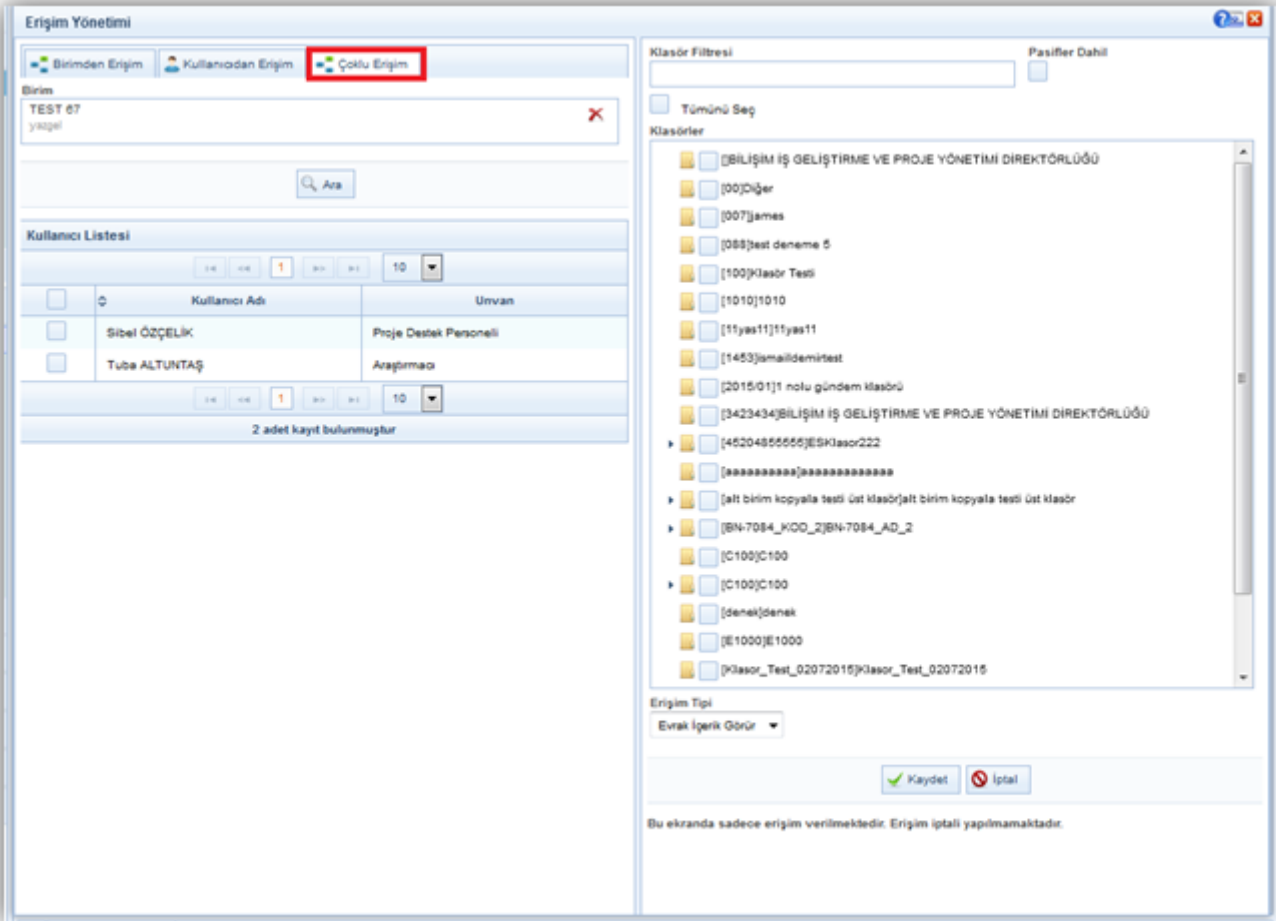 Erişim Yönetimi
Birimden Erişim
Kullanıcıdan Erişim
Çoklu Erişim
Birim
TEST 67
yazgel
Ara
Kullanıcı Listesi
1
10
Kullanıcı Adı
Unvan
Sibel ÖZÇELİK
Proje Destek Personeli
Tuba ALTUNTAŞ
Araştırmacı
1
10
2 adet kayıt bulunmuştur
Klasör Filtresi
Pasifler Dahil
Tümünü Seç
Klasörler
[]BİLİŞİM İŞ GELİŞTİRME VE PROJE YÖNETİMİ DİREKTÖRLÜĞÜ
[00]Diğer
[007]james
[088]test deneme 5
[100]Klasör Testi
[1010]1010
[11yas11]11yas11
[1453]ismaildemirtest
[2015/01]1 nolu gündem klasörü
[3423434]BİLİŞİM İŞ GELİŞTİRME VE PROJE YÖNETİMİ DİREKTÖRLÜĞÜ
[45204855555]ESKlasor222
[aaaaaaaaaa]aaaaaaaaaaaaa
[alt birim kopyala testi üst klasör]alt birim kopyala testi üst klasör
[BN-7084_KOD_2]BN-7084_AD_2
[C100]C100
[C100]C100
[denek]denek
[E1000]E1000
[Klasor_Test_02072015]Klasor_Test_02072015
Erişim Tipi
Evrak İçerik Görür
Kaydet
İptal
Bu ekranda sadece erişim verilmektedir. Erişim iptali yapılmamaktadır.